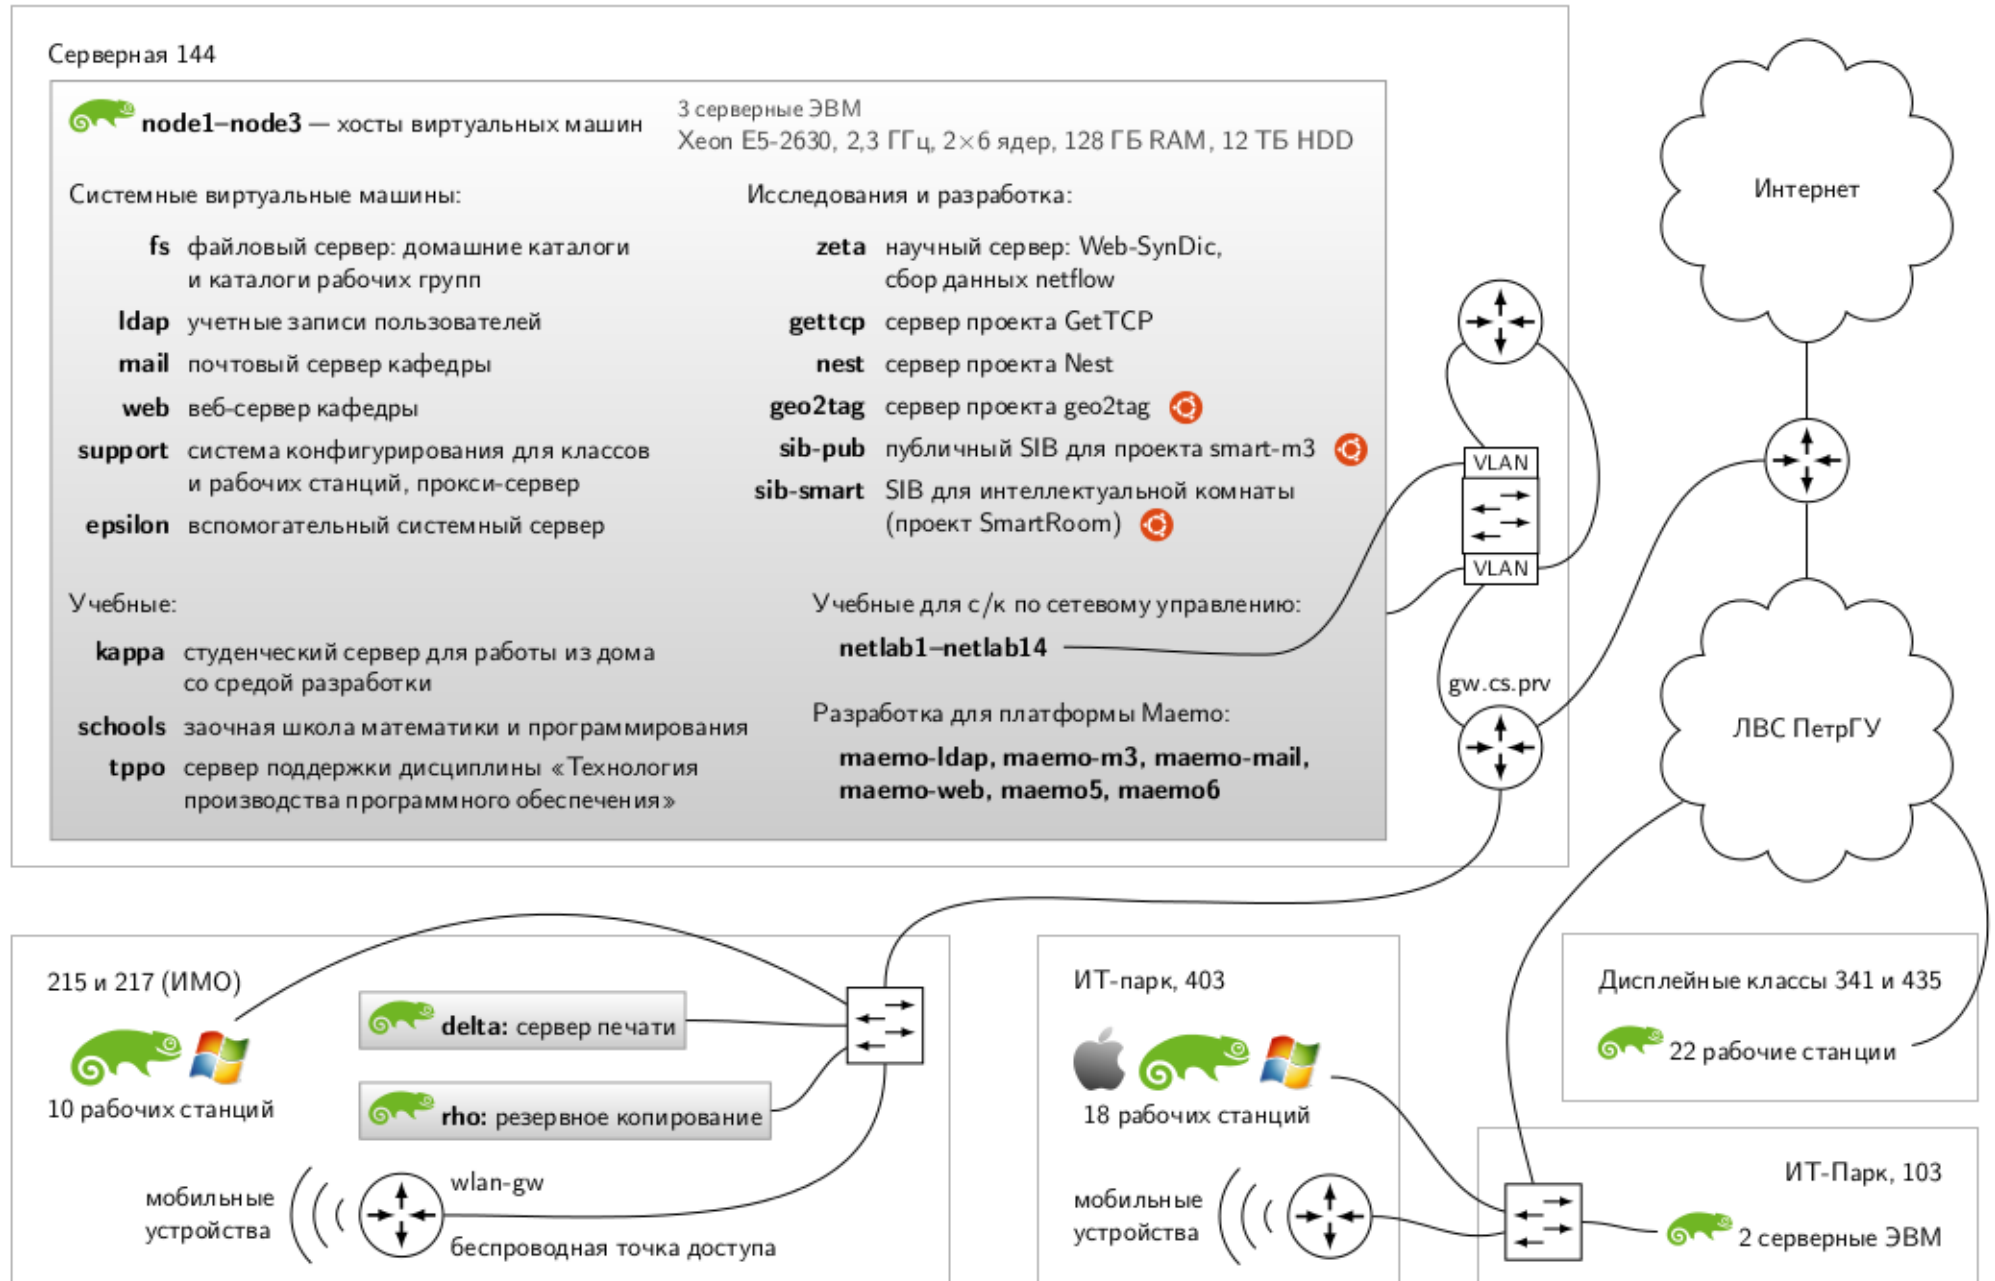 Серверная 144
node1–node3 — хосты виртуальных машин
3 серверные ЭВМ
Xeon E5-2630, 2,3 ГГц, 2×6 ядер, 128 ГБ RAM, 12 ТБ HDD
Системные виртуальные машины:
fs файловый сервер: домашние каталоги
и каталоги рабочих групп
ldap учетные записи пользователей
mail почтовый сервер кафедры
web веб-сервер кафедры
support система конфигурирования для классов
и рабочих станций, прокси-сервер
epsilon вспомогательный системный сервер
Исследования и разработка:
zeta научный сервер: Web-SynDic,
сбор данных netflow
gettcp сервер проекта GetTCP
nest сервер проекта Nest
geo2tag сервер проекта geo2tag
sib-pub публичный SIB для проекта smart-m3
sib-smart SIB для интеллектуальной комнаты
(проект SmartRoom)
Учебные:
kappa студенческий сервер для работы из дома
со средой разработки
schools заочная школа математики и программирования
tppo сервер поддержки дисциплины «Технология
производства программного обеспечения»
Учебные для с/к по сетевому управлению:
netlab1–netlab14
Разработка для платформы Maemo:
maemo-ldap, maemo-m3, maemo-mail,
maemo-web, maemo5, maemo6
VLAN
VLAN
gw.cs.prv
Интернет
ЛВС ПетрГУ
215 и 217 (ИМО)
10 рабочих станций
delta: сервер печати
rho: резервное копирование
мобильные
устройства
wlan-gw
беспроводная точка доступа
ИТ-парк, 403
18 рабочих станций
мобильные
устройства
Дисплейные классы 341 и 435
22 рабочие станции
ИТ-Парк, 103
2 серверные ЭВМ